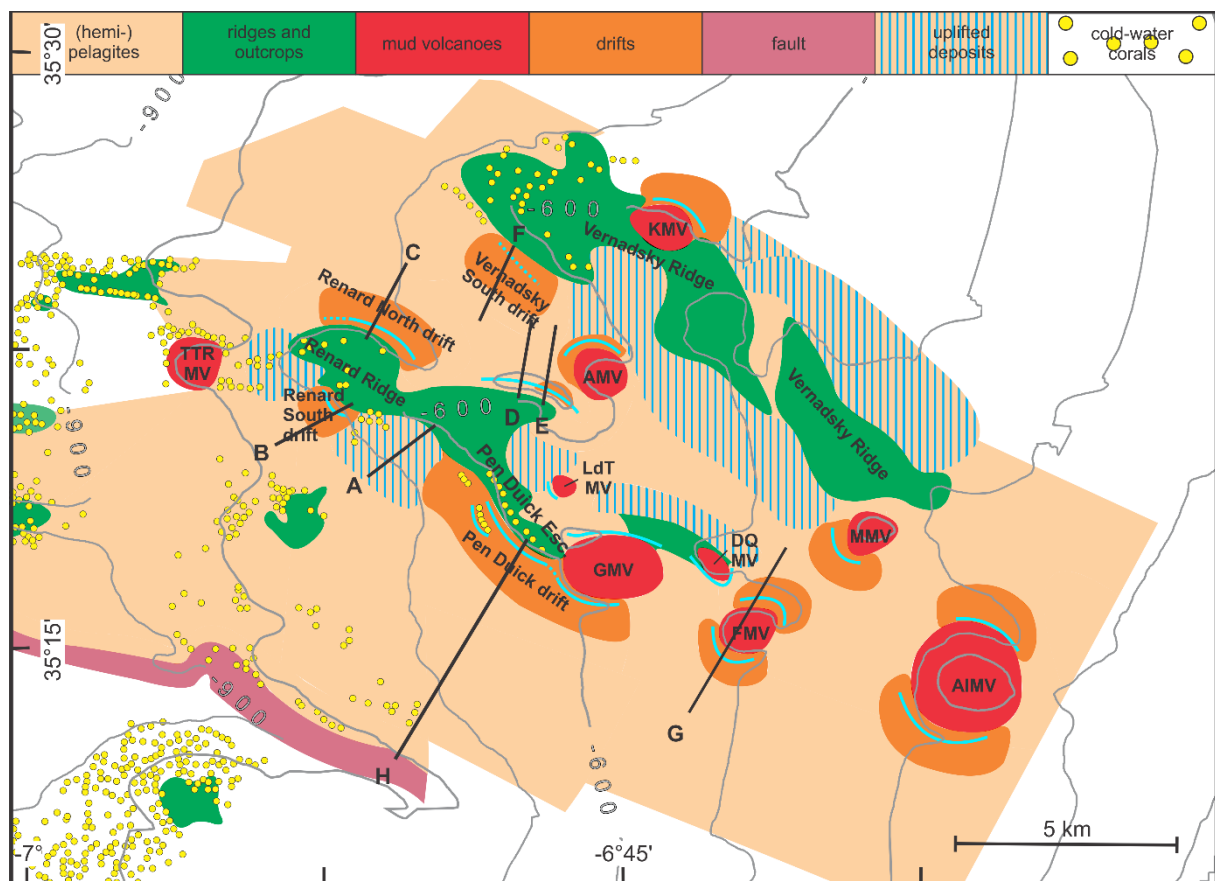 (hemi-)
pelagites
ridges and
outcrops
mud volcanoes
drifts
fault
uplifted
deposits
cold-water
corals
35°30'
-900
-600
KMV
Vernadsky Ridge
F
C
Vernadsky
South drift
Renard North drift
TTR
MV
Renard Ridge
AMV
Renard
South
drift
-600
D
E
Vernadsky Ridge
-600
B
A
Pen Duick Esc
LdT
MV
DQ
MV
MMV
Pen Duick drift
GMV
35°15'
FMV
AIMV
-900
G
H
-600
5 km
-7°
-6°45'